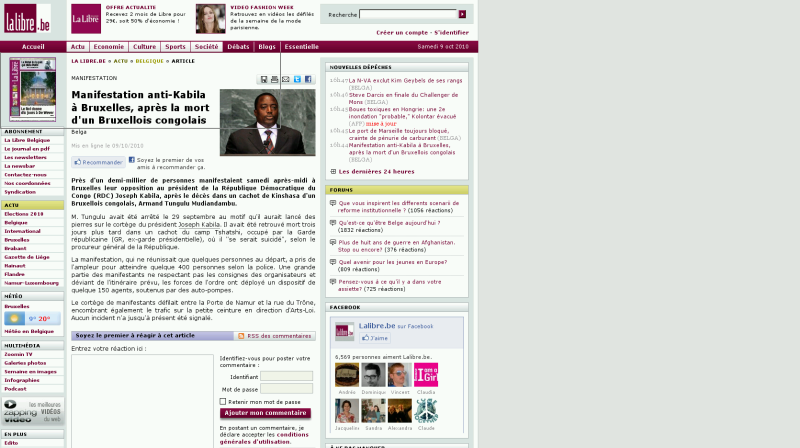 lalibre.be
La Libre
OFFRE ACTUALITE
Recevez 2 mois de Libre pour 29€, soit 50% d'économie !
VIDEO FASHION WEEK
Retrouvez en vidéos les défilés de la semaine de la mode parisienne.
Recherche
Créer un compte - S'identifier
Accueil
Actu
Economie
Culture
Sports
Société
Débats
Blogs
Essentielle
Samedi 9 oct 2010
LA LIBRE.BE » ACTU » BELGIQUE » ARTICLE
MANIFESTATION
Manifestation anti-Kabila
à Bruxelles, après la mort
d'un Bruxellois congolais
Belga
Mis en ligne le 09/10/2010
Recommander
Soyez le premier de vos
amis à recommander ça.
Près d'un demi-millier de personnes manifestaient samedi après-midi à
Bruxelles leur opposition au président de la République Démocratique du
Congo (RDC) Joseph Kabila, après le décès dans un cachot de Kinshasa d'un
Bruxellois congolais, Armand Tungulu Mudiandambu.
M. Tungulu avait été arrêté le 29 septembre au motif qu'il aurait lancé des
pierres sur le cortège du président Joseph Kabila. Il avait été retrouvé mort trois
jours plus tard dans un cachot du camp Tshatshi, occupé par la Garde
républicaine (GR, ex-garde présidentielle), où il "se serait suicidé", selon le
procureur général de la République.
La manifestation, qui ne réunissait que quelques personnes au départ, a pris de
l'ampleur pour atteindre quelque 400 personnes selon la police. Une grande
partie des manifestants ne respectant pas les consignes des organisateurs et
déviant de l'itinéraire prévu, les forces de l'ordre ont déployé un dispositif de
quelque 150 agents, soutenus par des auto-pompes.
Le cortège de manifestants défilait entre la Porte de Namur et la rue du Trône,
encombrant également le trafic sur la petite ceinture en direction d'Arts-Loi.
Aucun incident n'a jusqu'à présent été signalé.
Soyez le premier à réagir à cet article
RSS des commentaires
Entrez votre réaction ici :
Identifiez-vous pour poster votre
commentaire :
Identifiant
Mot de passe
Retenir mon mot de passe
Ajouter mon commentaire
En postant un commentaire, je
déclare accepter les conditions
générales d'utilisation.
ABONNEMENT
La Libre Belgique
Le journal en pdf
Les newsletters
La newsbar
Contactez-nous
Nos coordonnées
Syndication
ACTU
Elections 2010
Belgique
International
Bruxelles
Brabant
Gazette de Liège
Hainaut
Flandre
Namur-Luxembourg
MÉTÉO
Bruxelles
9° 20°
Météo en Belgique
MULTIMÉDIA
Zoomin TV
Galeries photos
Semaine en images
Infographies
Podcast
les meilleures
zapping VIDÉOS
du web
EN PLUS
Edito
NOUVELLES DÉPÊCHES
16h47 La N-VA exclut Kim Geybels de ses rangs
(BELGA)
16h46 Steve Darcis en finale du Challenger de
Mons (BELGA)
16h45 Boues toxiques en Hongrie: une 2e
inondation "probable," Kolontar évacué
(AFP) mise à jour
16h45 Le port de Marseille toujours bloqué,
crainte de pénurie de carburant (BELGA)
16h44 Manifestation anti-Kabila à Bruxelles,
après la mort d'un Bruxellois congolais
(BELGA)
Les dernières 24 heures
FORUMS
Que vous inspirent les différents scénarii de
reforme institutionnelle ? (1056 réactions)
Qu'est-ce qu'être Belge aujourd'hui ?
(1832 réactions)
Plus de huit ans de guerre en Afghanistan.
Stop ou encore? (376 réactions)
Quel avenir pour les jeunes en Europe?
(809 réactions)
Pensez-vous à ce qu'il y a dans votre
assiette? (725 réactions)
FACEBOOK
Lalibre.be sur Facebook
J'aime
6,569 personnes aiment Lalibre.be.
Andrés
Dominique
Vincent
Claudia
Jacqueline
Sandra
Alexandre
Claude